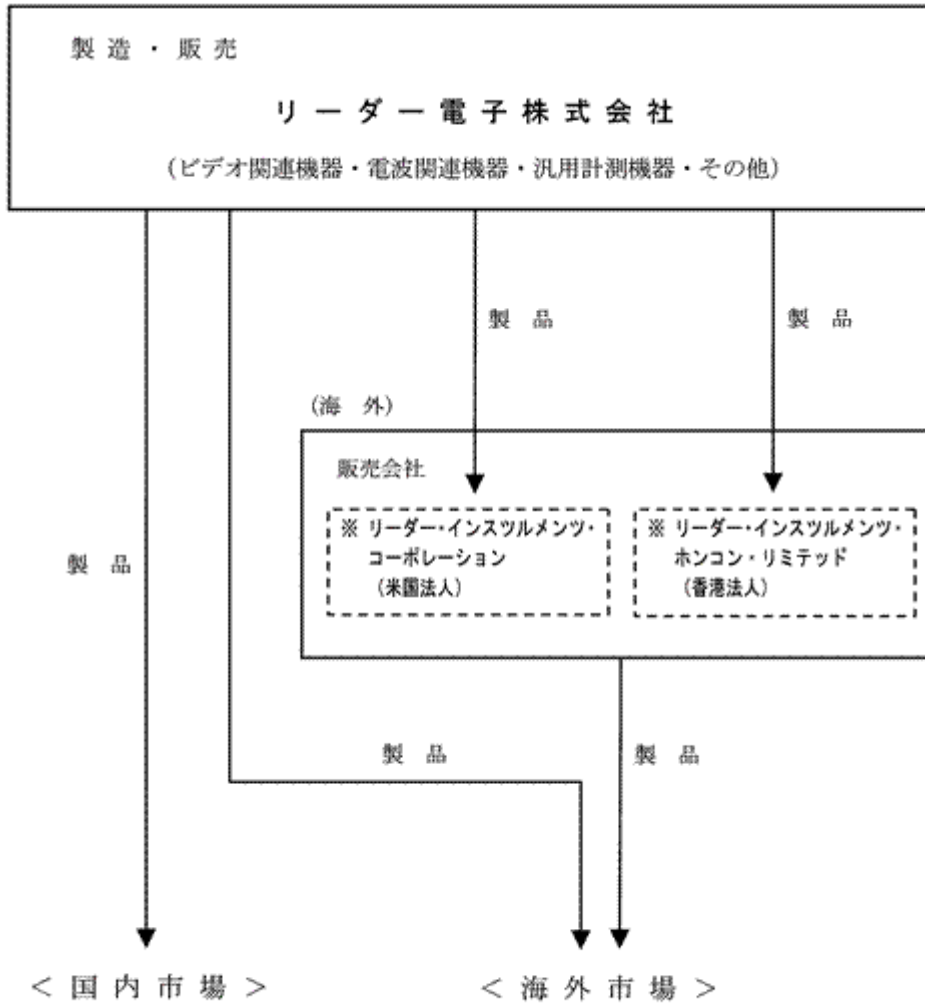 製造・販売
リーダー電子株式会社
(ビデオ関連機器・電波関連機器・汎用計測機器・その他)
製品
製品
(海外)
販売会社
※ リーダー・インスツルメンツ・
コーポレーション
(米国法人)
※ リーダー・インスツルメンツ・
ホンコン・リミテッド
(香港法人)
製品
製品
製品
<国内市場>
<海外市場>